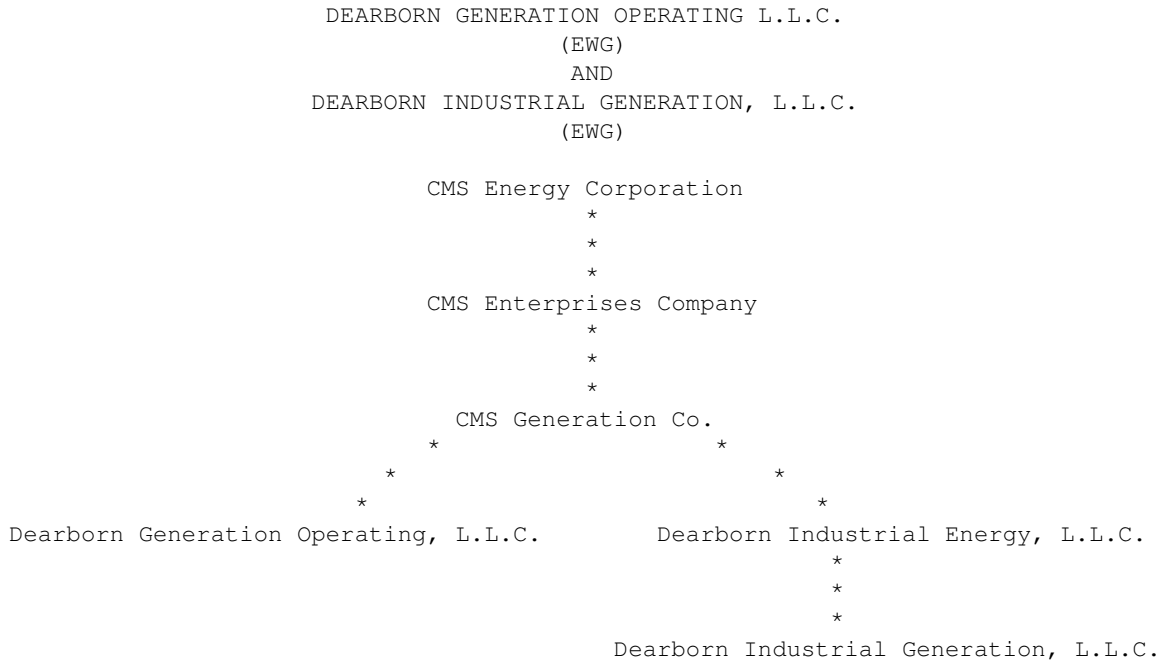 DEARBORN GENERATION OPERATING L.L.C.
(EWG)
AND
DEARBORN INDUSTRIAL GENERATION, L.L.C.
(EWG)
CMS Energy Corporation
*
*
*
CMS Enterprises Company
*
*
*
CMS Generation Co.
* *
* *
* *
Dearborn Generation Operating, L.L.C. Dearborn Industrial Energy, L.L.C.
*
*
*
Dearborn Industrial Generation, L.L.C.